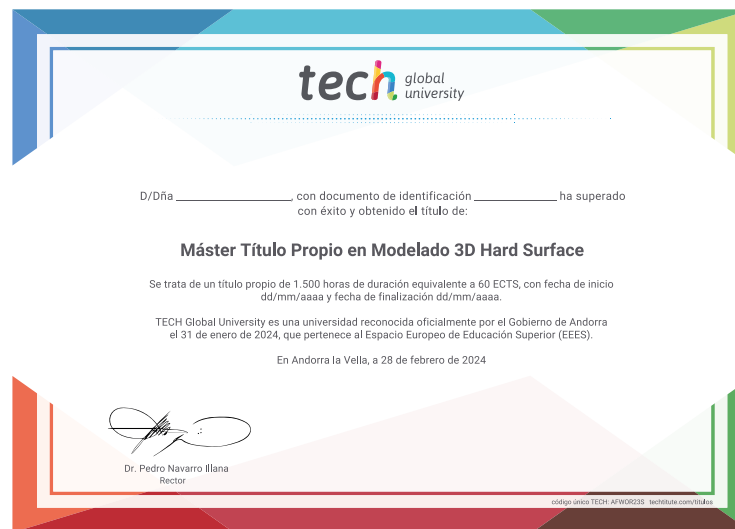 tech global
university
D/Dña ____________, con documento de identificación ____________ ha superado
con éxito y obtenido el título de:
Máster Título Propio en Modelado 3D Hard Surface
Se trata de un título propio de 1.500 horas de duración equivalente a 60 ECTS, con fecha de inicio
dd/mm/aaaa y fecha de finalización dd/mm/aaaa.
TECH Global University es una universidad reconocida oficialmente por el Gobierno de Andorra
el 31 de enero de 2024, que pertenece al Espacio Europeo de Educación Superior (EEES).
En Andorra la Vella, a 28 de febrero de 2024
Dr. Pedro Navarro Illana
Rector
código único TECH: AFWOR23S techtitute.com/titulos